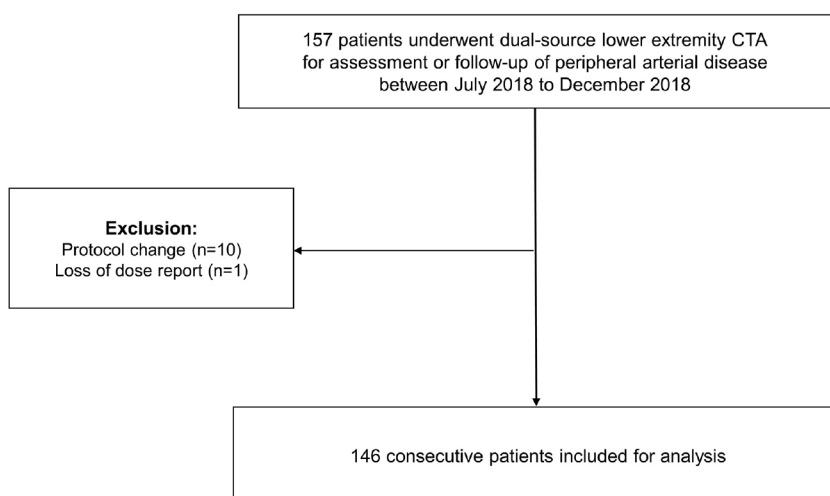 157 patients underwent dual-source lower extremity CTA
for assessment or follow-up of peripheral arterial disease
between July 2018 to December 2018
Exclusion:
Protocol change (n=10)
Loss of dose report (n=1)
146 consecutive patients included for analysis